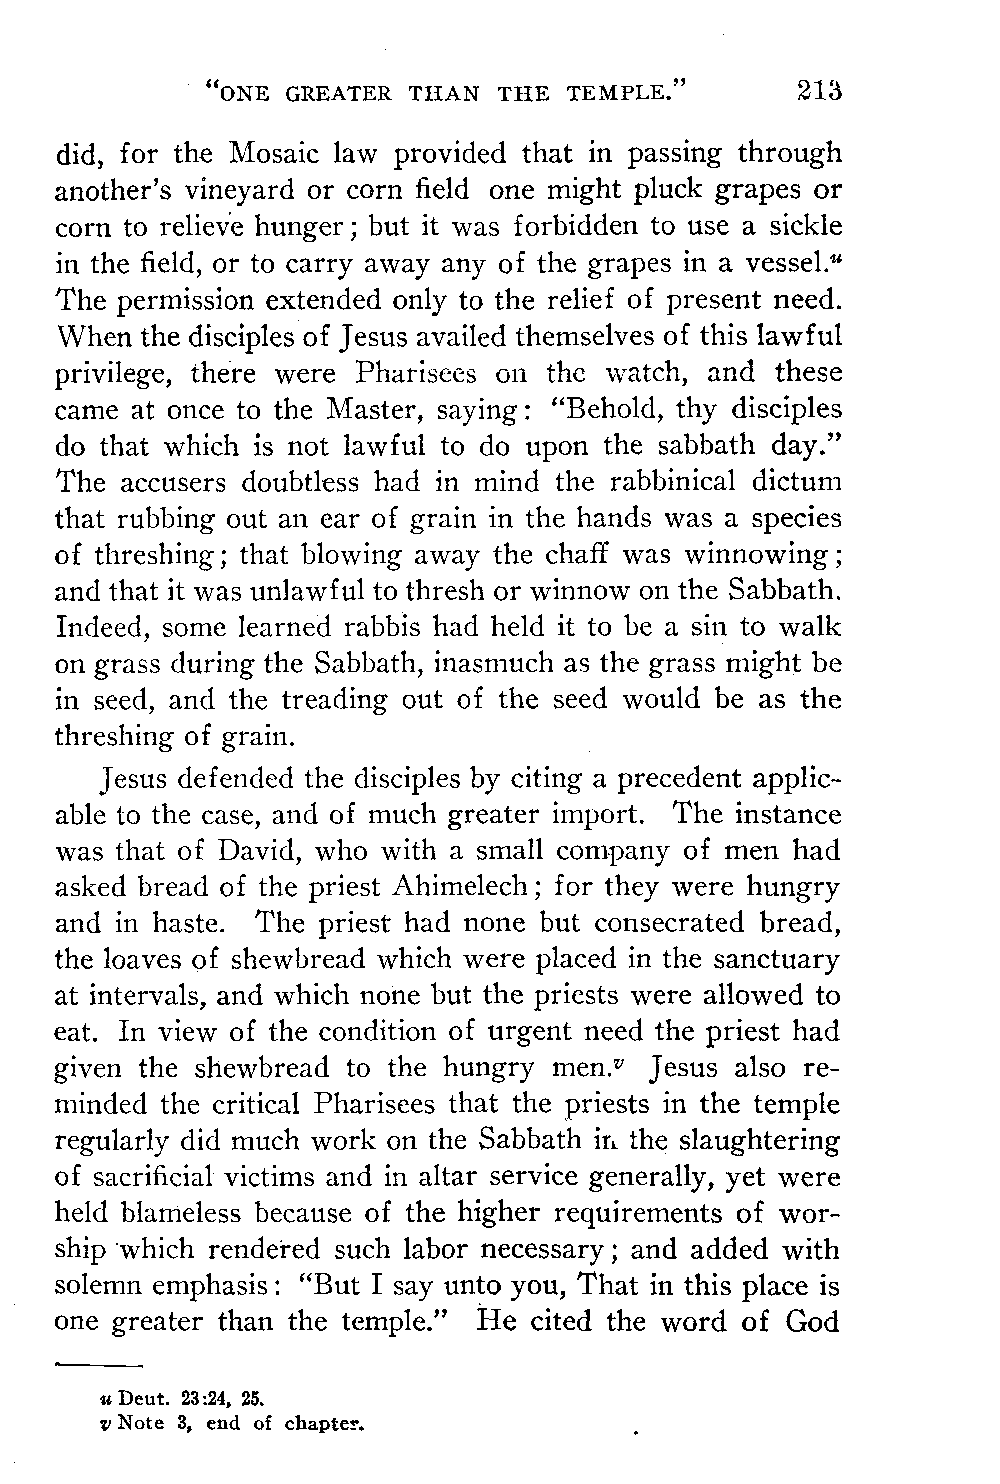 "ONE GREATER THAN THE TEMPLE." 213
did, for the Mosaic law provided that in passing through
another's vineyard or corn field one might pluck grapes or
corn to relieve hunger; but it was forbidden to use a sickle
in the field, or to carry away any of the grapes in a vessel.u
The permission extended only to the relief of present need.
When the disciples of Jesus availed themselves of this lawful
privilege, there were Pharisees on the watch, and these
came at once to the Master, saying: "Behold, thy disciples
do that which is not lawful to do upon the sabbath day."
The accusers doubtless had in mind the rabbinical dictum
that rubbing out an ear of grain in the hands was a species
of threshing; that blowing away the chaff was winnowing;
and that it was unlawful to thresh or winnow on the Sabbath.
Indeed, some learned rabbis had held it to be a sin to walk
on grass during the Sabbath, inasmuch as the grass might be
in seed, and the treading out of the seed would be as the
threshing of grain.
Jesus defended the disciples by citing a precedent applic-
able to the case, and of much greater import. The instance
was that of David, who with a small company of men had
asked bread of the priest Ahimelech; for they were hungry
and in haste. The priest had none but consecrated bread,
the loaves of shewbread which were placed in the sanctuary
at intervals, and which none but the priests were allowed to
eat. In view of the condition of urgent need the priest had
given the shewbread to the hungry men.v Jesus also re-
minded the critical Pharisees that the priests in the temple
regularly did much work on the Sabbath in the slaughtering
of sacrificial victims and in altar service generally, yet were
held blameless because of the higher requirements of wor-
ship which rendered such labor necessary; and added with
solemn emphasis: "But I say unto you, That in this place is
one greater than the temple." He cited the word of God
u Deut. 23:24, 25.
v Note 3, end of chapter.